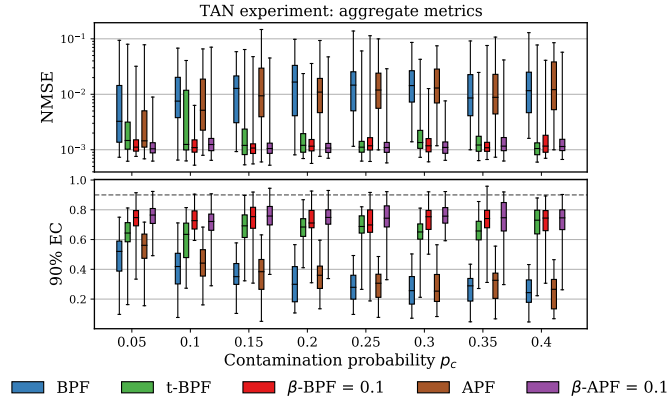 TAN experiment: aggregate metrics
NMSE
10⁻¹
10⁻²
10⁻³
90% EC
1.0
0.8
0.6
0.4
0.2
0.05 0.1 0.15 0.2 0.25 0.3 0.35 0.4
Contamination probability p_c
BPF t-BPF β-BPF = 0.1 APF β-APF = 0.1